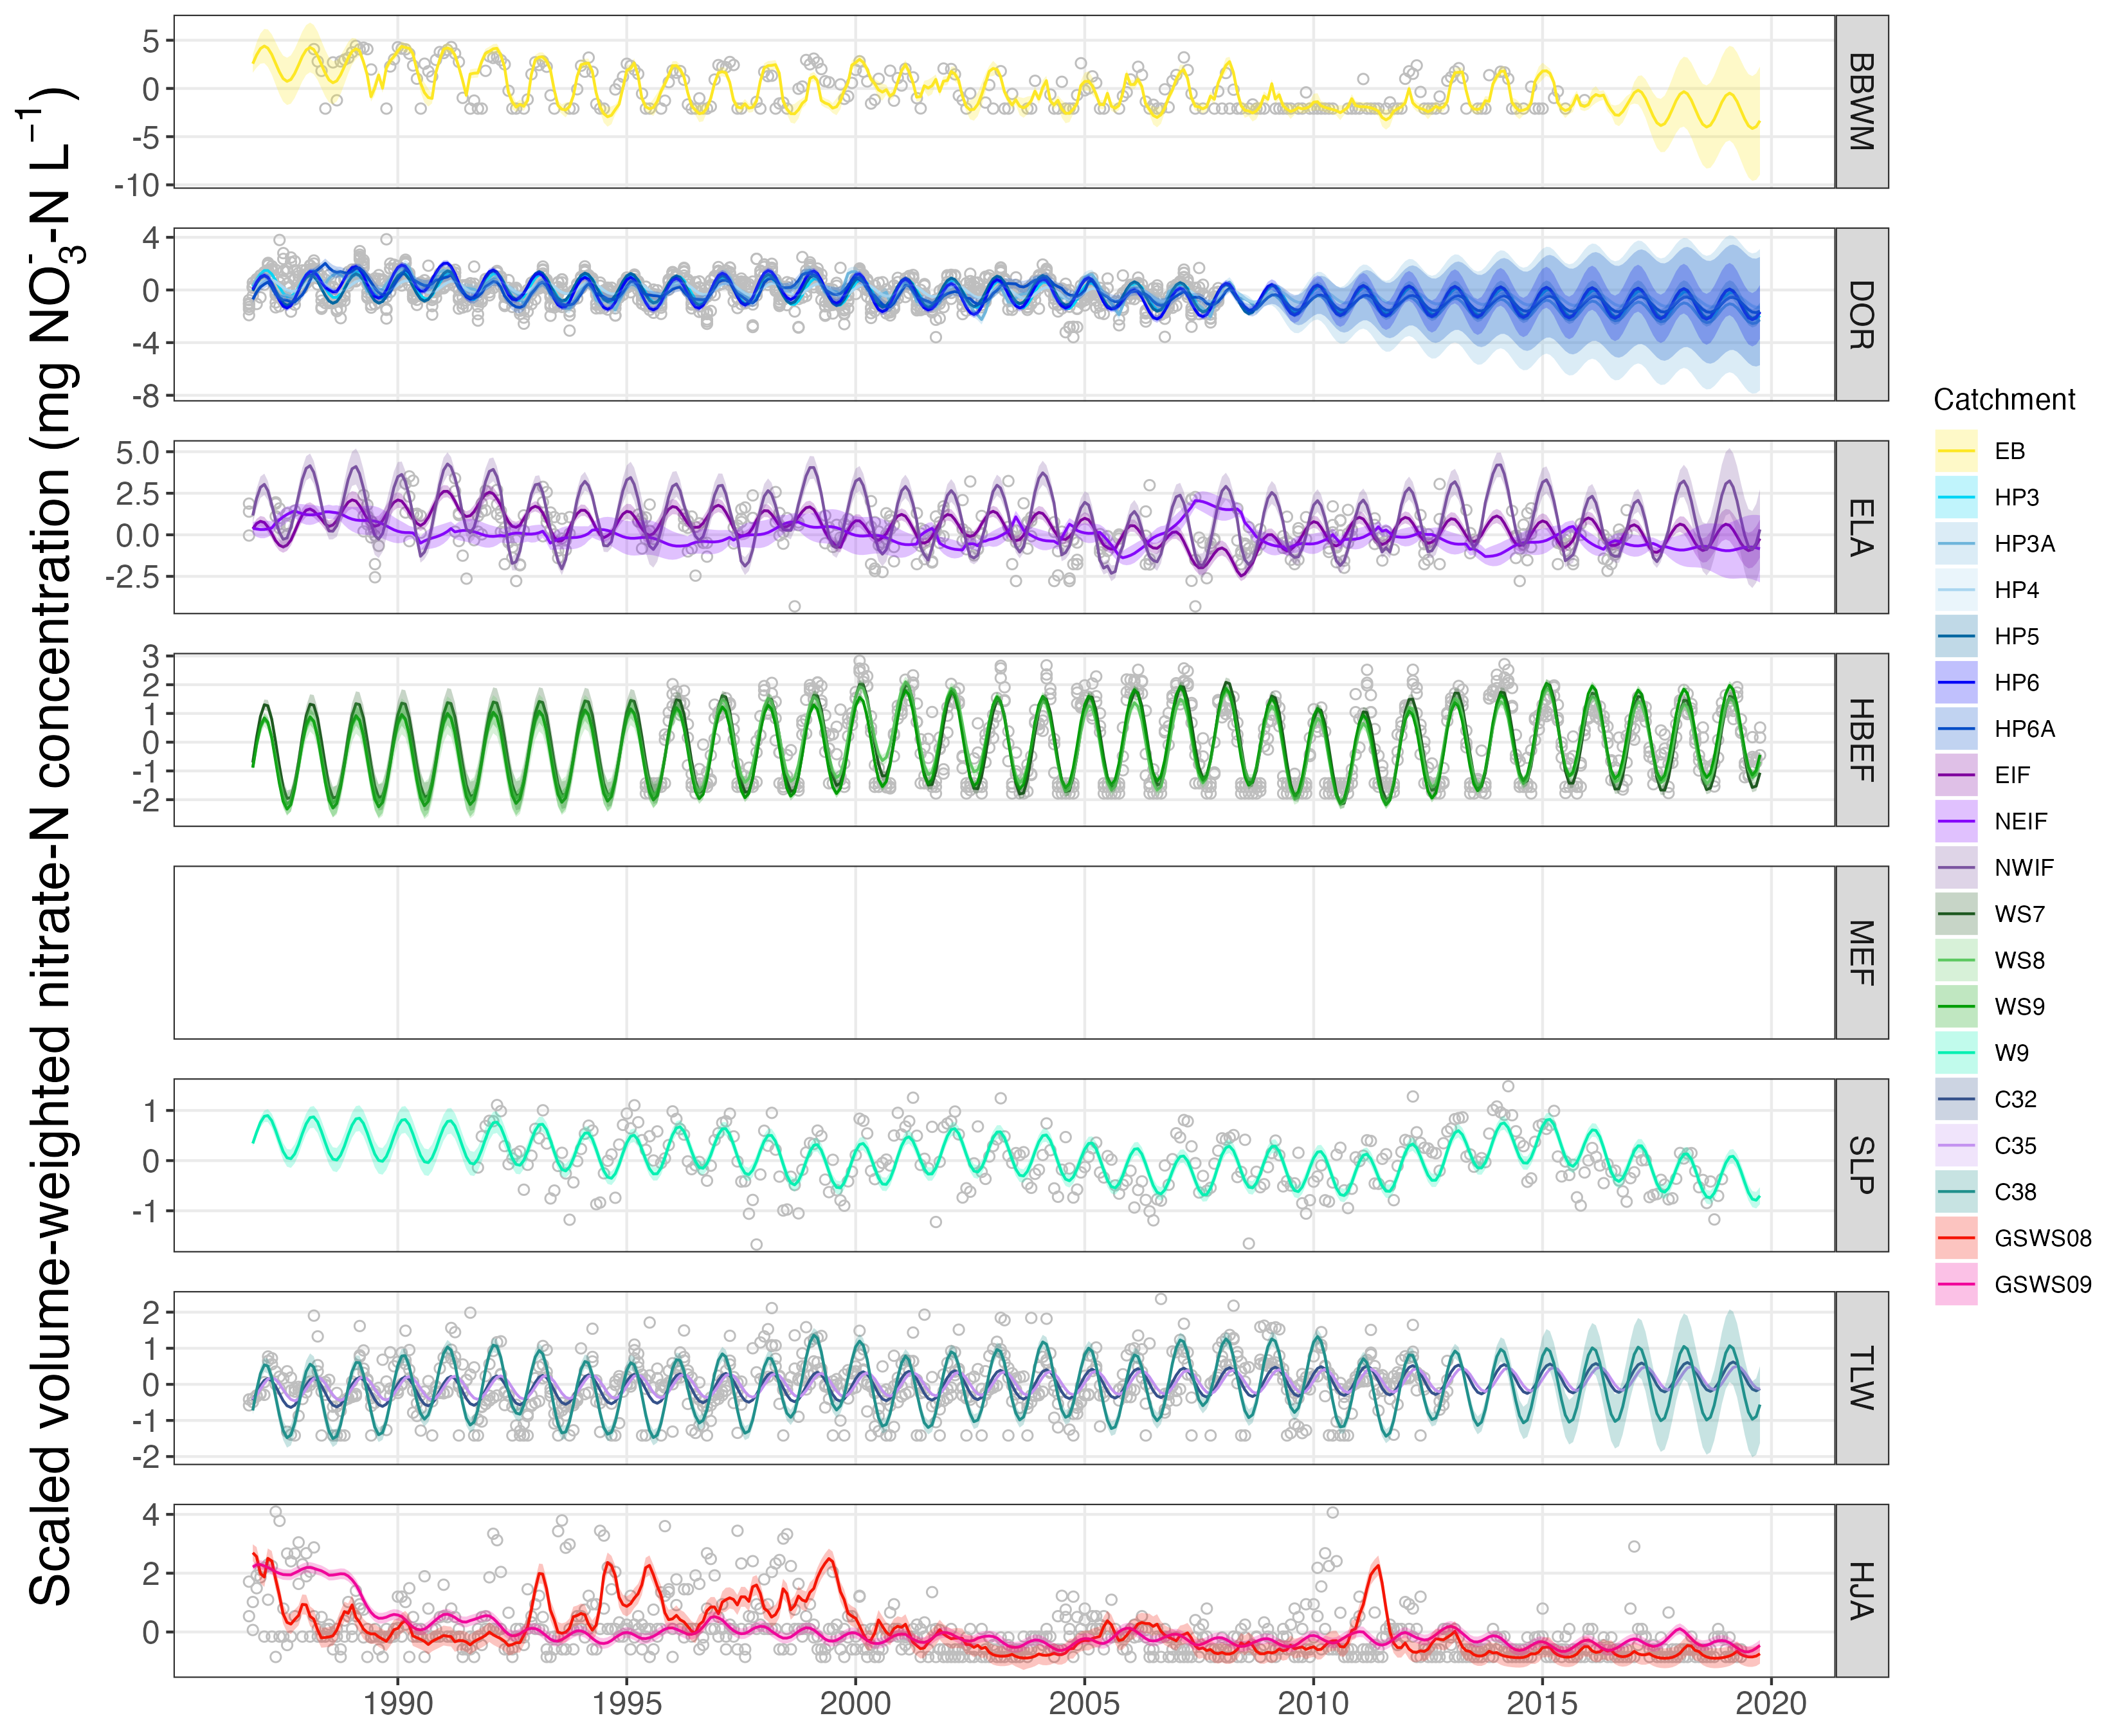 Scaled volume-weighted nitrate-N concentration (mg NO₃⁻-N L⁻¹)
5
0
-5
-10
BBWM
4
0
-4
-8
DOR
5.0
2.5
0.0
-2.5
ELA
3
2
1
0
-1
-2
HBEF
MEF
1
0
-1
SLP
2
1
0
-1
-2
TLW
4
2
0
HJA
1990 1995 2000 2005 2010 2015 2020
Catchment
EB
HP3
HP3A
HP4
HP5
HP6
HP6A
EIF
NEIF
NWIF
WS7
WS8
WS9
W9
C32
C35
C38
GSWS08
GSWS09